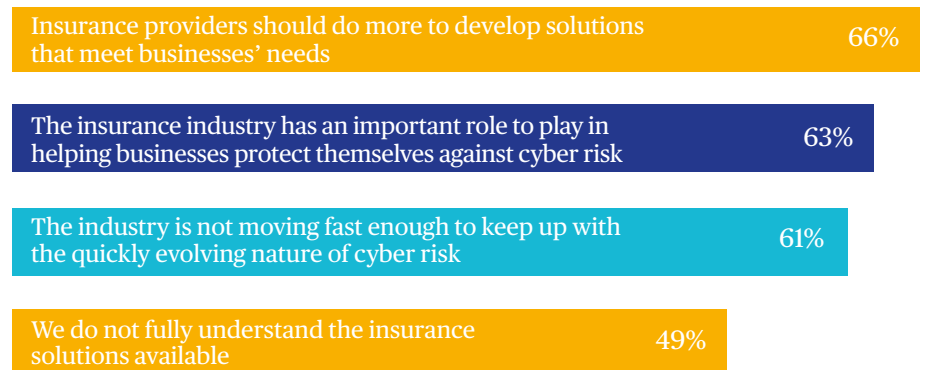 Insurance providers should do more to develop solutions
that meet businesses’ needs
66%
The insurance industry has an important role to play in
helping businesses protect themselves against cyber risk
63%
The industry is not moving fast enough to keep up with
the quickly evolving nature of cyber risk
61%
We do not fully understand the insurance
solutions available
49%